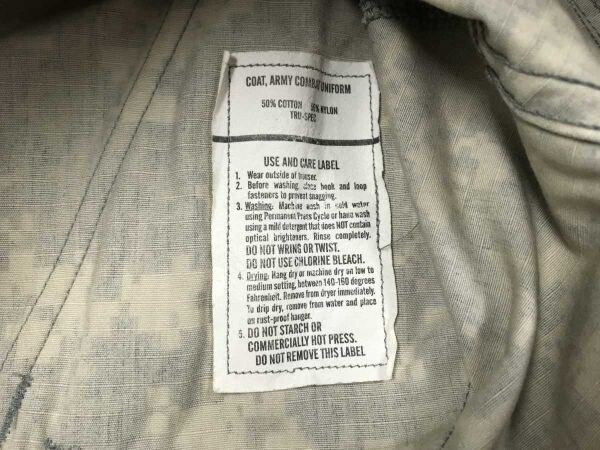 COAT, ARMY COMBAT UNIFORM
50% COTTON 50% NYLON
TRU-SPEC
USE AND CARE LABEL
1. Wear outside of trouser.
2. Before washing close hook and loop
fasteners to prevent snagging.
3. Washing: Machine wash in cold water
using Permanent Press Cycle or hand wash
using a mild detergent that does NOT contain
optical brighteners. Rinse completely.
DO NOT WRING OR TWIST.
DO NOT USE CHLORINE BLEACH.
4. Drying: Hang dry or machine dry on low to
medium setting, between 140-160 degrees
Fahrenheit. Remove from dryer immediately.
To drip dry, remove from water and place
on rust-proof hanger.
5. DO NOT STARCH OR
COMMERCIALLY HOT PRESS.
DO NOT REMOVE THIS LABEL